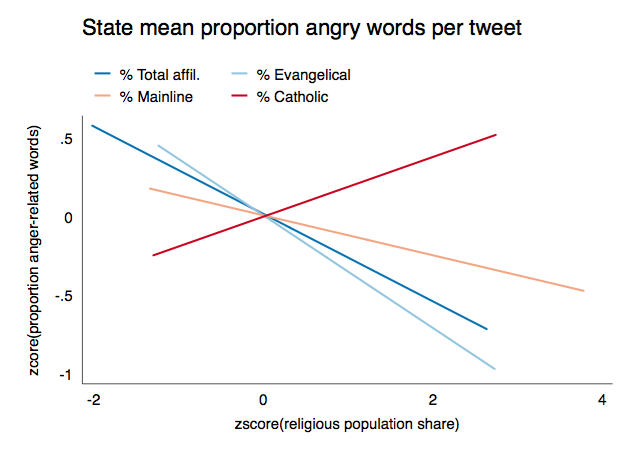 State mean proportion angry words per tweet
% Total affil.
% Evangelical
% Mainline
% Catholic
zcore(proportion anger-related words)
.5
0
-.5
-1
-2
0
2
4
zscore(religious population share)